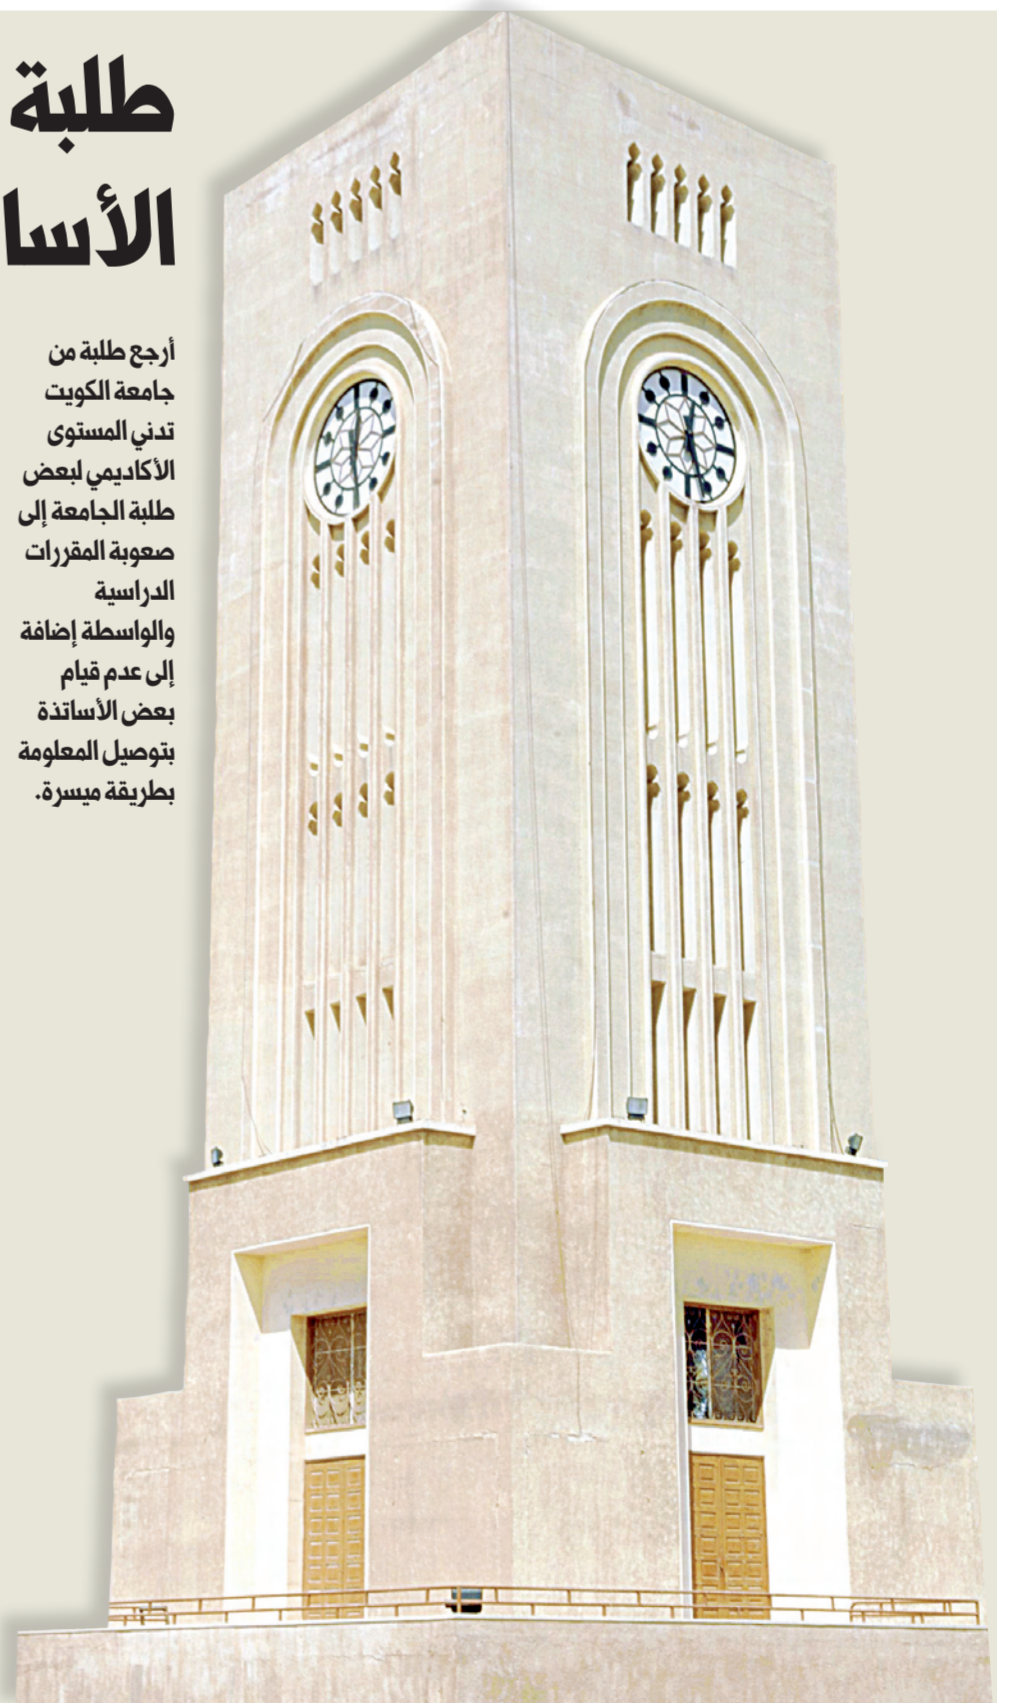 طلبة
الأسا
أرجع طلبة من
جامعة الكويت
تدني المستوى
الأكاديمي لبعض
طلبة الجامعة إلى
صعوبة المقررات
الدراسية
والواسطة إضافة
إلى عدم قيام
بعض الأساتذة
بتوصيل المعلومة
بطريقة ميسرة.